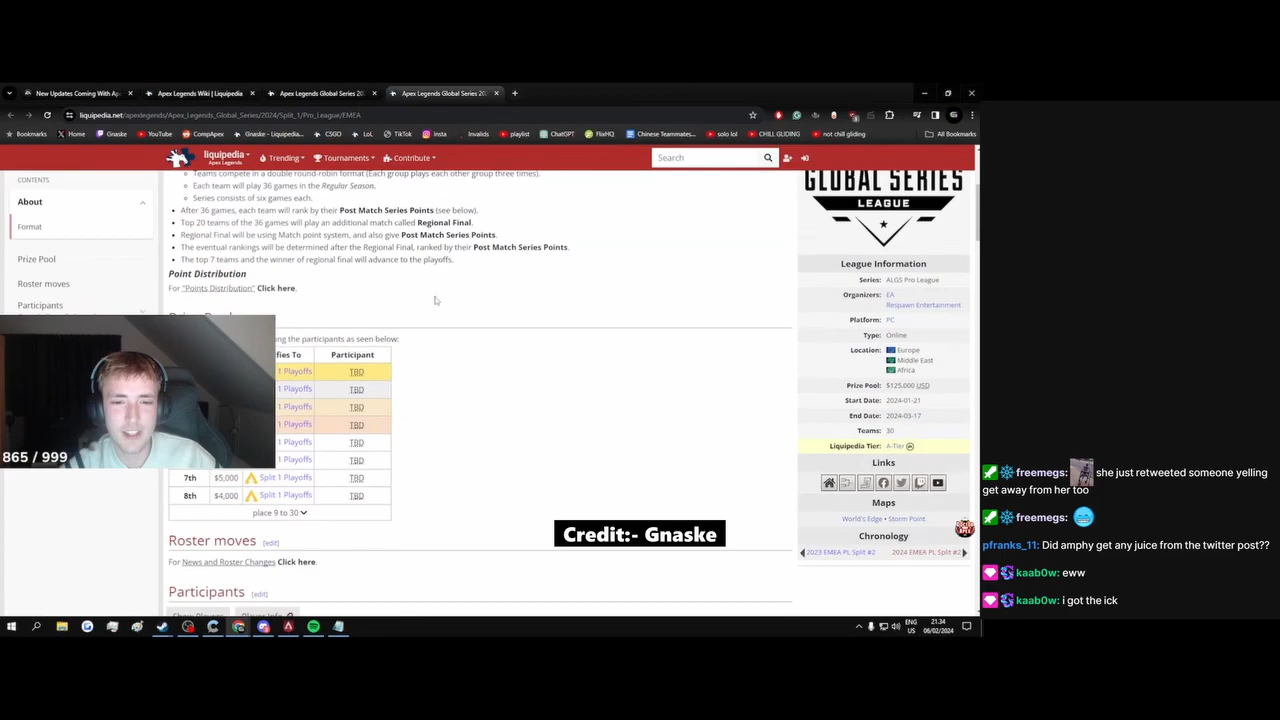 New Updates Coming With Ap
Apex Legends Wiki | Liquipedia
Apex Legends Global Series 20
Apex Legends Global Series 20
liquipedia.net/apexlegends/Apex_Legends_Global_Series/2024/Split_1/Pro_League/EMEA
Bookmarks Home Gnaske YouTube CompApex Gnaske - Liquipedia... CSGO LoL TikTok Insta Invalids playlist ChatGPT FlixHQ Chinese Teammates... solo lol CHILL GLIDING not chill gliding All Bookmarks
liquipedia
Apex Legends
Trending Tournaments Contribute Search
CONTENTS
About
Format
Prize Pool
Roster moves
Participants
Teams compete in a double round-robin format (Each group plays each other group three times).
Each team will play 36 games in the Regular Season.
Series consists of six games each.
After 36 games, each team will rank by their Post Match Series Points (see below).
Top 20 teams of the 36 games will play an additional match called Regional Final.
Regional Final will be using Match point system, and also give Post Match Series Points.
The eventual rankings will be determined after the Regional Final, ranked by their Post Match Series Points.
The top 7 teams and the winner of regional final will advance to the playoffs.
Point Distribution
For "Points Distribution" Click here.
ng the participants as seen below:
fies To Participant
1 Playoffs TBD
1 Playoffs TBD
1 Playoffs TBD
1 Playoffs TBD
1 Playoffs TBD
1 Playoffs TBD
7th $5,000 Split 1 Playoffs TBD
8th $4,000 Split 1 Playoffs TBD
place 9 to 30
Roster moves [edit]
For News and Roster Changes Click here.
Participants [edit]
Show Players Player Info
GLOBAL SERIES
LEAGUE
League Information
Series: ALGS Pro League
Organizers: EA
Respawn Entertainment
Platform: PC
Type: Online
Location: Europe
Middle East
Africa
Prize Pool: $125,000 USD
Start Date: 2024-01-21
End Date: 2024-03-17
Teams: 30
Liquipedia Tier: A-Tier
Links
Maps
World's Edge • Storm Point
Chronology
2023 EMEA PL Split #2 2024 EMEA PL Split #2
865 / 999
Credit:- Gnaske
freemegs: she just retweeted someone yelling
get away from her too
freemegs:
pfranks_11: Did amphy get any juice from the twitter post??
kaab0w: eww
kaab0w: i got the ick
ENG
US
21.34
06/02/2024